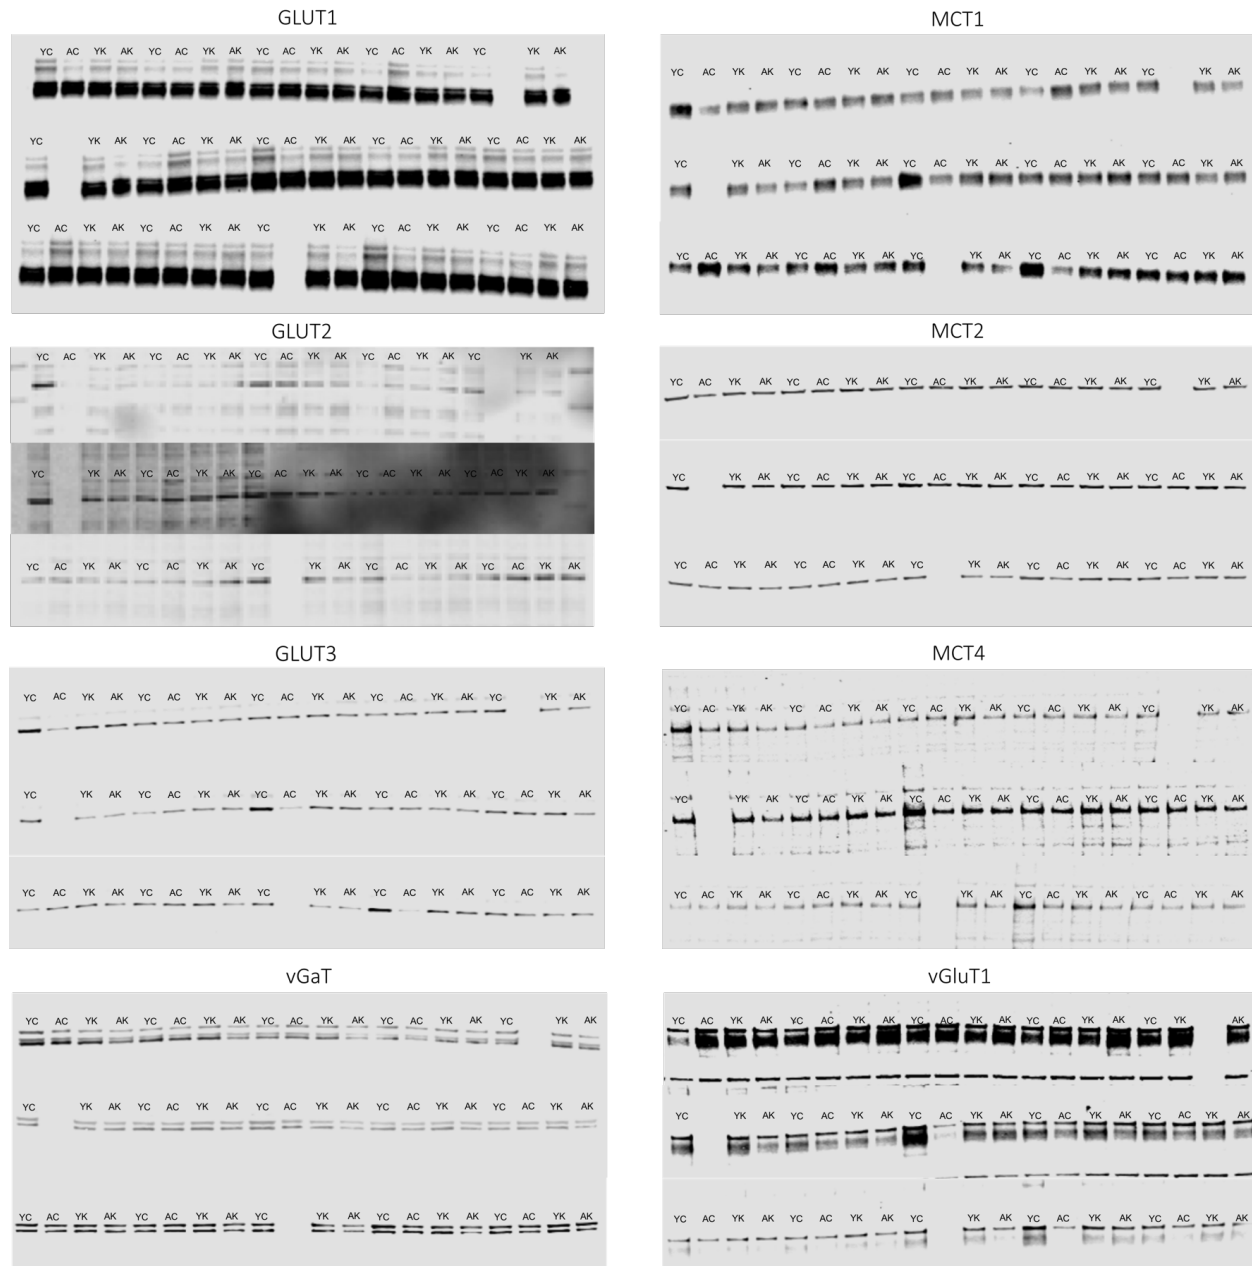 GLUT1
YC AC YK AK YC AC YK AK YC AC YK AK YC AC YK AK YC YK AK
YC YK AK YC AC YK AK YC AC YK AK YC AC YK AK YC AC YK AK
YC AC YK AK YC AC YK AK YC YK AK YC AC YK AK YC AC YK AK
MCT1
YC AC YK AK YC AC YK AK YC AC YK AK YC AC YK AK YC YK AK
YC YK AK YC AC YK AK YC AC YK AK YC AC YK AK YC AC YK AK
YC AC YK AK YC AC YK AK YC YK AK YC AC YK AK YC AC YK AK
GLUT2
YC AC YK AK YC AC YK AK YC AC YK AK YC AC YK AK YC YK AK
YC YK AK YC AC YK AK YC AC YK AK YC AC YK AK YC AC YK AK
YC AC YK AK YC AC YK AK YC YK AK YC AC YK AK YC AC YK AK
MCT2
YC AC YK AK YC AC YK AK YC AC YK AK YC AC YK AK YC YK AK
YC YK AK YC AC YK AK YC AC YK AK YC AC YK AK YC AC YK AK
YC AC YK AK YC AC YK AK YC YK AK YC AC YK AK YC AC YK AK
GLUT3
YC AC YK AK YC AC YK AK YC AC YK AK YC AC YK AK YC YK AK
YC YK AK YC AC YK AK YC AC YK AK YC AC YK AK YC AC YK AK
YC AC YK AK YC AC YK AK YC YK AK YC AC YK AK YC AC YK AK
MCT4
YC AC YK AK YC AC YK AK YC AC YK AK YC AC YK AK YC YK AK
YC YK AK YC AC YK AK YC AC YK AK YC AC YK AK YC AC YK AK
YC AC YK AK YC AC YK AK YC YK AK YC AC YK AK YC AC YK AK
vGaT
YC AC YK AK YC AC YK AK YC AC YK AK YC AC YK AK YC YK AK
YC YK AK YC AC YK AK YC AC YK AK YC AC YK AK YC AC YK AK
YC AC YK AK YC AC YK AK YC YK AK YC AC YK AK YC AC YK AK
vGluT1
YC AC YK AK YC AC YK AK YC AC YK AK YC AC YK AK YC YK AK
YC YK AK YC AC YK AK YC AC YK AK YC AC YK AK YC AC YK AK
YC AC YK AK YC AC YK AK YC YK AK YC AC YK AK YC AC YK AK